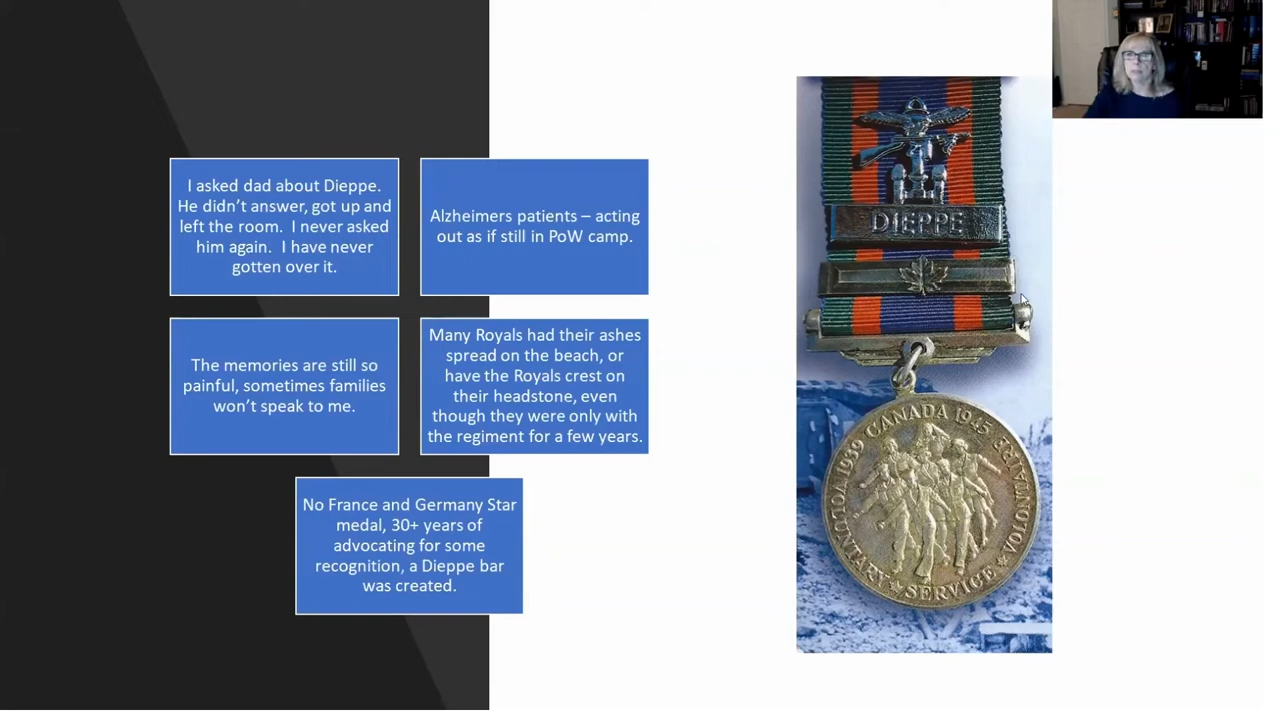 I asked dad about Dieppe.
He didn't answer, got up and
left the room.  I never asked
him again.  I have never
gotten over it.
Alzheimers patients – acting
out as if still in PoW camp.
The memories are still so
painful, sometimes families
won't speak to me.
Many Royals had their ashes
spread on the beach, or
have the Royals crest on
their headstone, even
though they were only with
the regiment for a few years.
No France and Germany Star
medal, 30+ years of
advocating for some
recognition, a Dieppe bar
was created.
DIEPPE
1939 CANADA 1945
VOLUNTARY SERVICE VOLONTAIRE